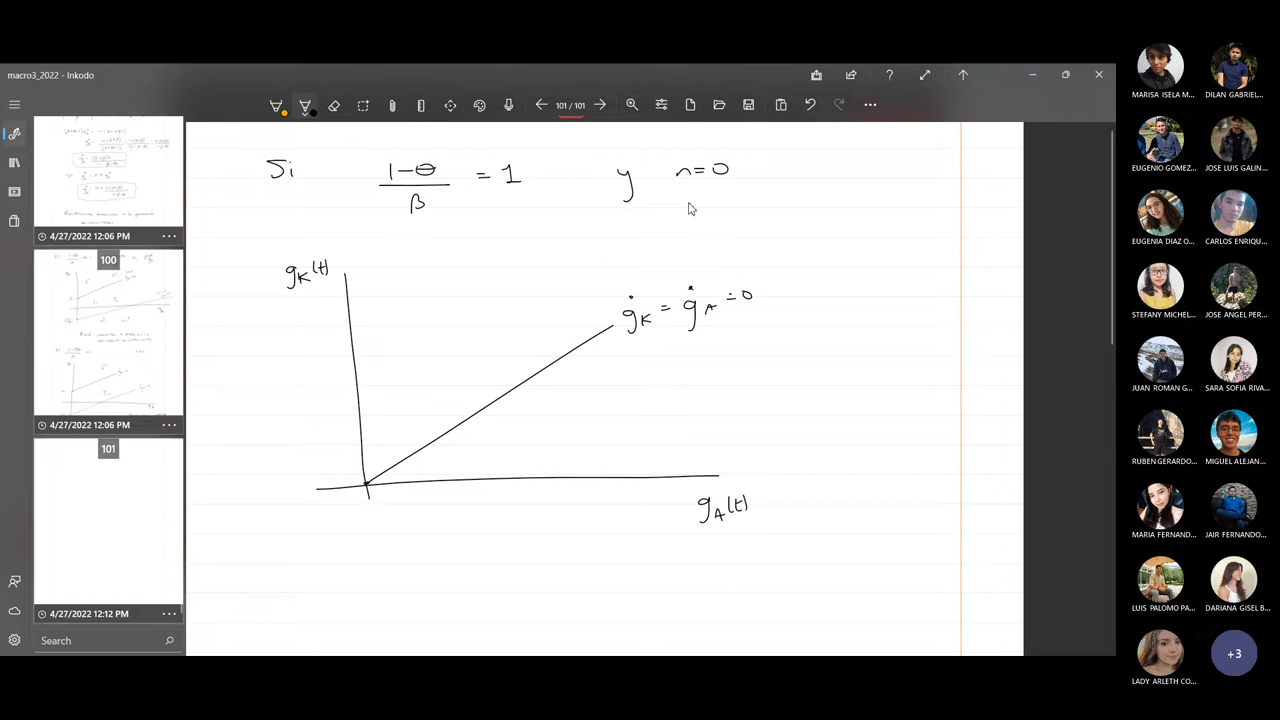 macro3_2022 - Inkodo
101 / 101
Si 1-θ/β = 1 y n=0
gK(t)
ġK = ġA = 0
gA(t)
4/27/2022 12:06 PM
100
4/27/2022 12:06 PM
101
4/27/2022 12:12 PM
Search
MARISA ISELA M...
DILAN GABRIEL...
EUGENIO GOMEZ...
JOSE LUIS GALIN...
EUGENIA DIAZ O...
CARLOS ENRIQU...
STEFANY MICHEL...
JOSE ANGEL PER...
JUAN ROMAN G...
SARA SOFIA RIVA...
RUBEN GERARDO...
MIGUEL ALEJAN...
MARIA FERNAND...
JAIR FERNANDO...
LUIS PALOMO PA...
DARIANA GISEL B...
LADY ARLETH CO...
+3